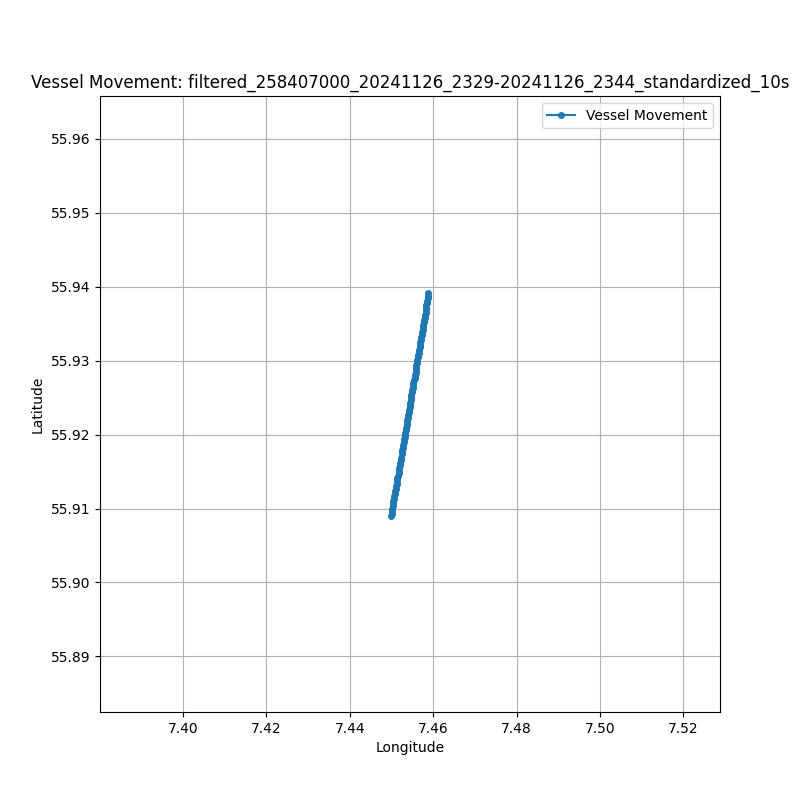 Vessel Movement: filtered_258407000_20241126_2329-20241126_2344_standardized_10s
Vessel Movement
55.96
55.95
55.94
55.93
55.92
55.91
55.90
55.89
Latitude
7.40 7.42 7.44 7.46 7.48 7.50 7.52
Longitude